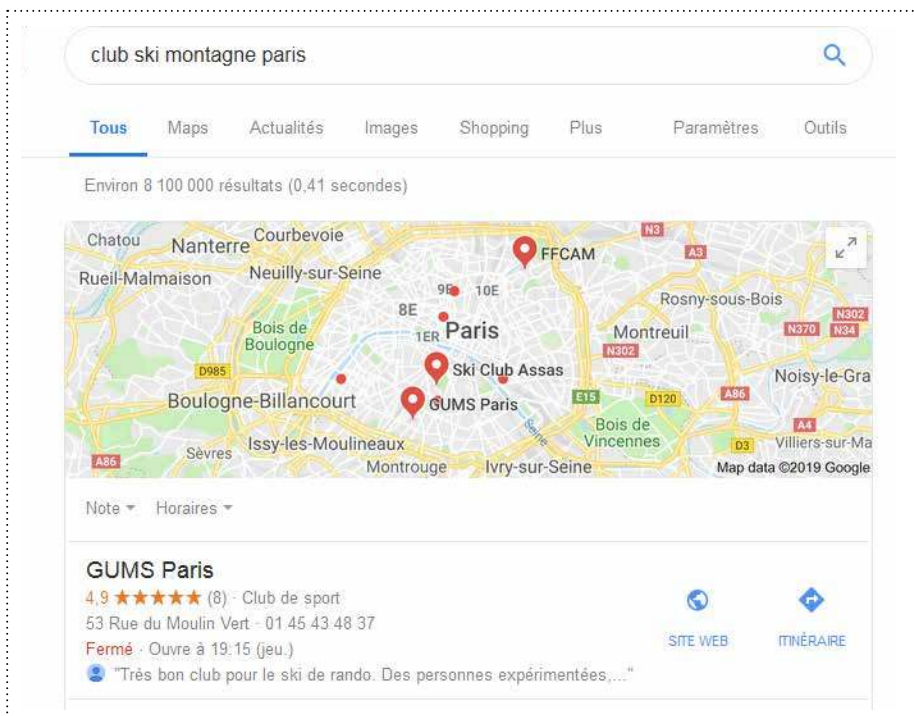 club ski montagne paris
Tous Maps Actualités Images Shopping Plus Paramètres Outils
Environ 8 100 000 résultats (0,41 secondes)
Chatou
Nanterre
Courbevoie
FFCAM
N3
A3
Rueil-Malmaison
Neuilly-sur-Seine
9E
10E
8E
Rosny-sous-Bois
N302
Bois de
Boulogne
1ER
Paris
Montreuil
N370
N34
N302
D985
Ski Club Assas
Noisy-le-Gra
Boulogne-Billancourt
GUMS Paris
E15
D120
A86
Bois de
Vincennes
A4
Sèvres
Issy-les-Moulineaux
Seine
D3
Villiers-sur-Ma
A86
Montrouge
Ivry-sur-Seine
Map data ©2019 Google
Note Horaires
GUMS Paris
4,9 ★★★★★ (8) · Club de sport
53 Rue du Moulin Vert · 01 45 43 48 37
Fermé · Ouvre à 19:15 (jeu.)
"Très bon club pour le ski de rando. Des personnes expérimentées,..."
SITE WEB
ITINÉRAIRE